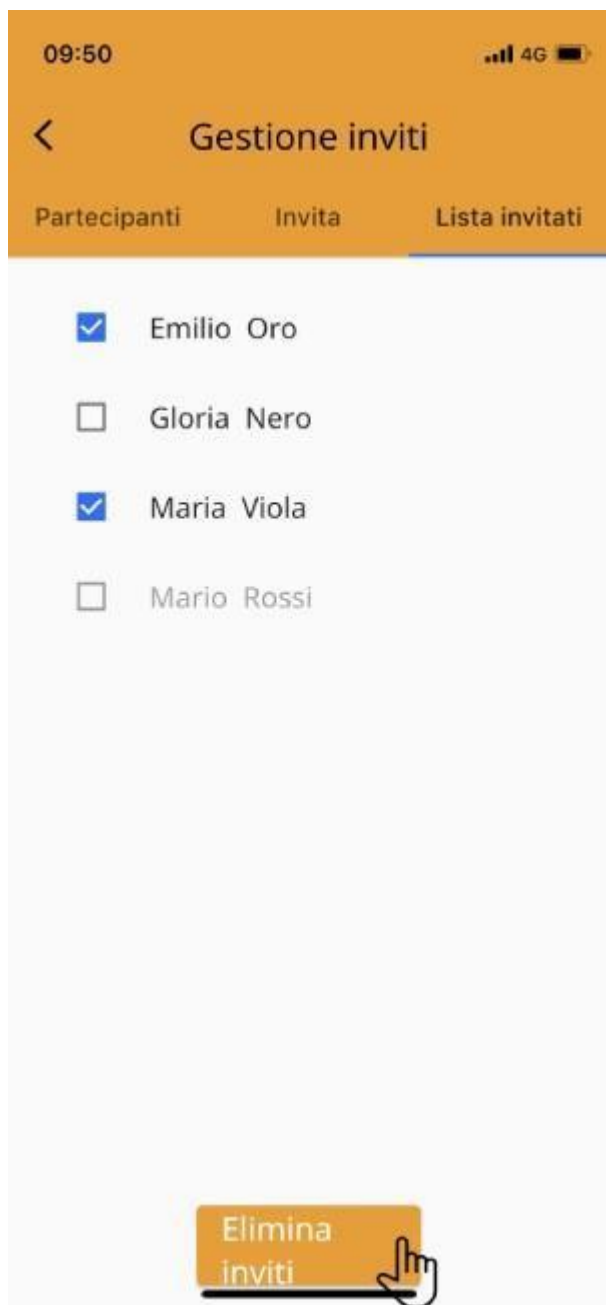 09:50 4G
Gestione inviti
Partecipanti Invita Lista invitati
Emilio Oro
Gloria Nero
Maria Viola
Mario Rossi
Elimina
inviti